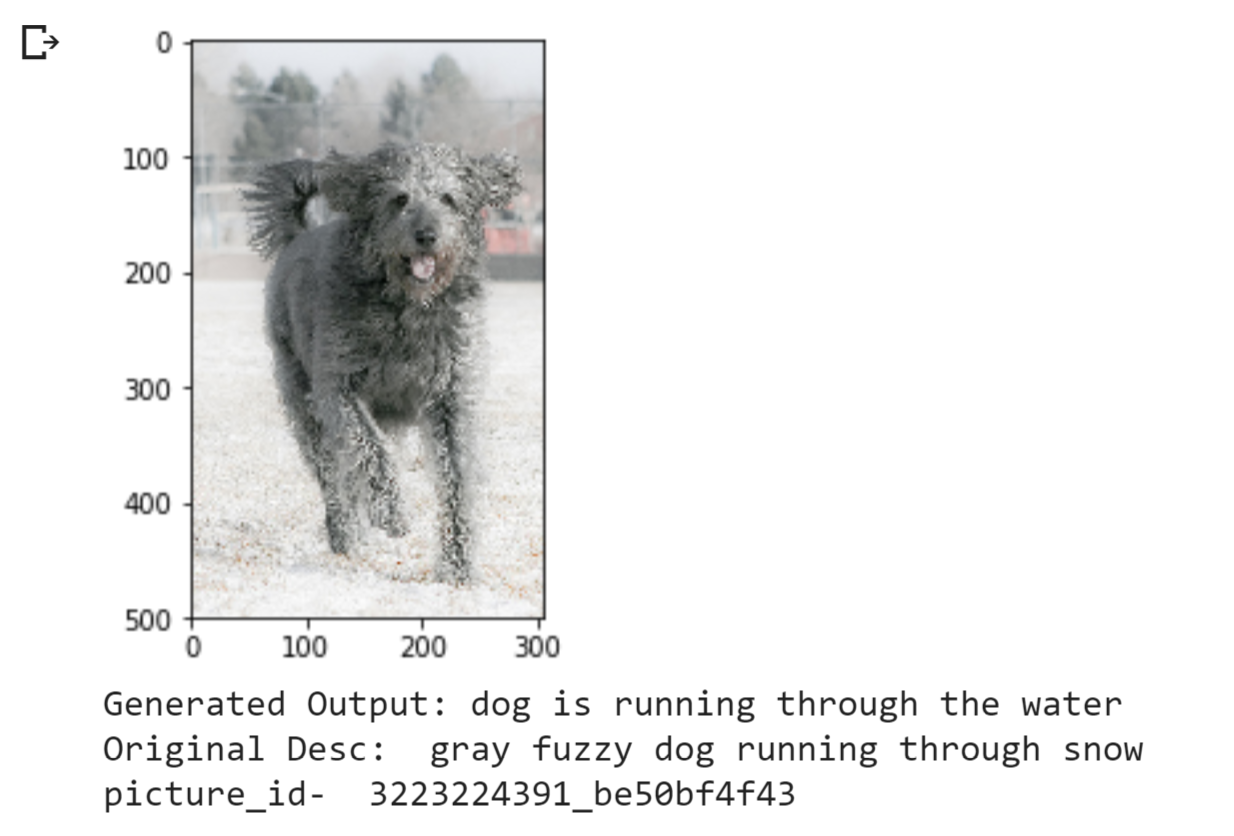 0
100
200
300
400
500
0 100 200 300
Generated Output: dog is running through the water
Original Desc:  gray fuzzy dog running through snow
picture_id-  3223224391_be50bf4f43